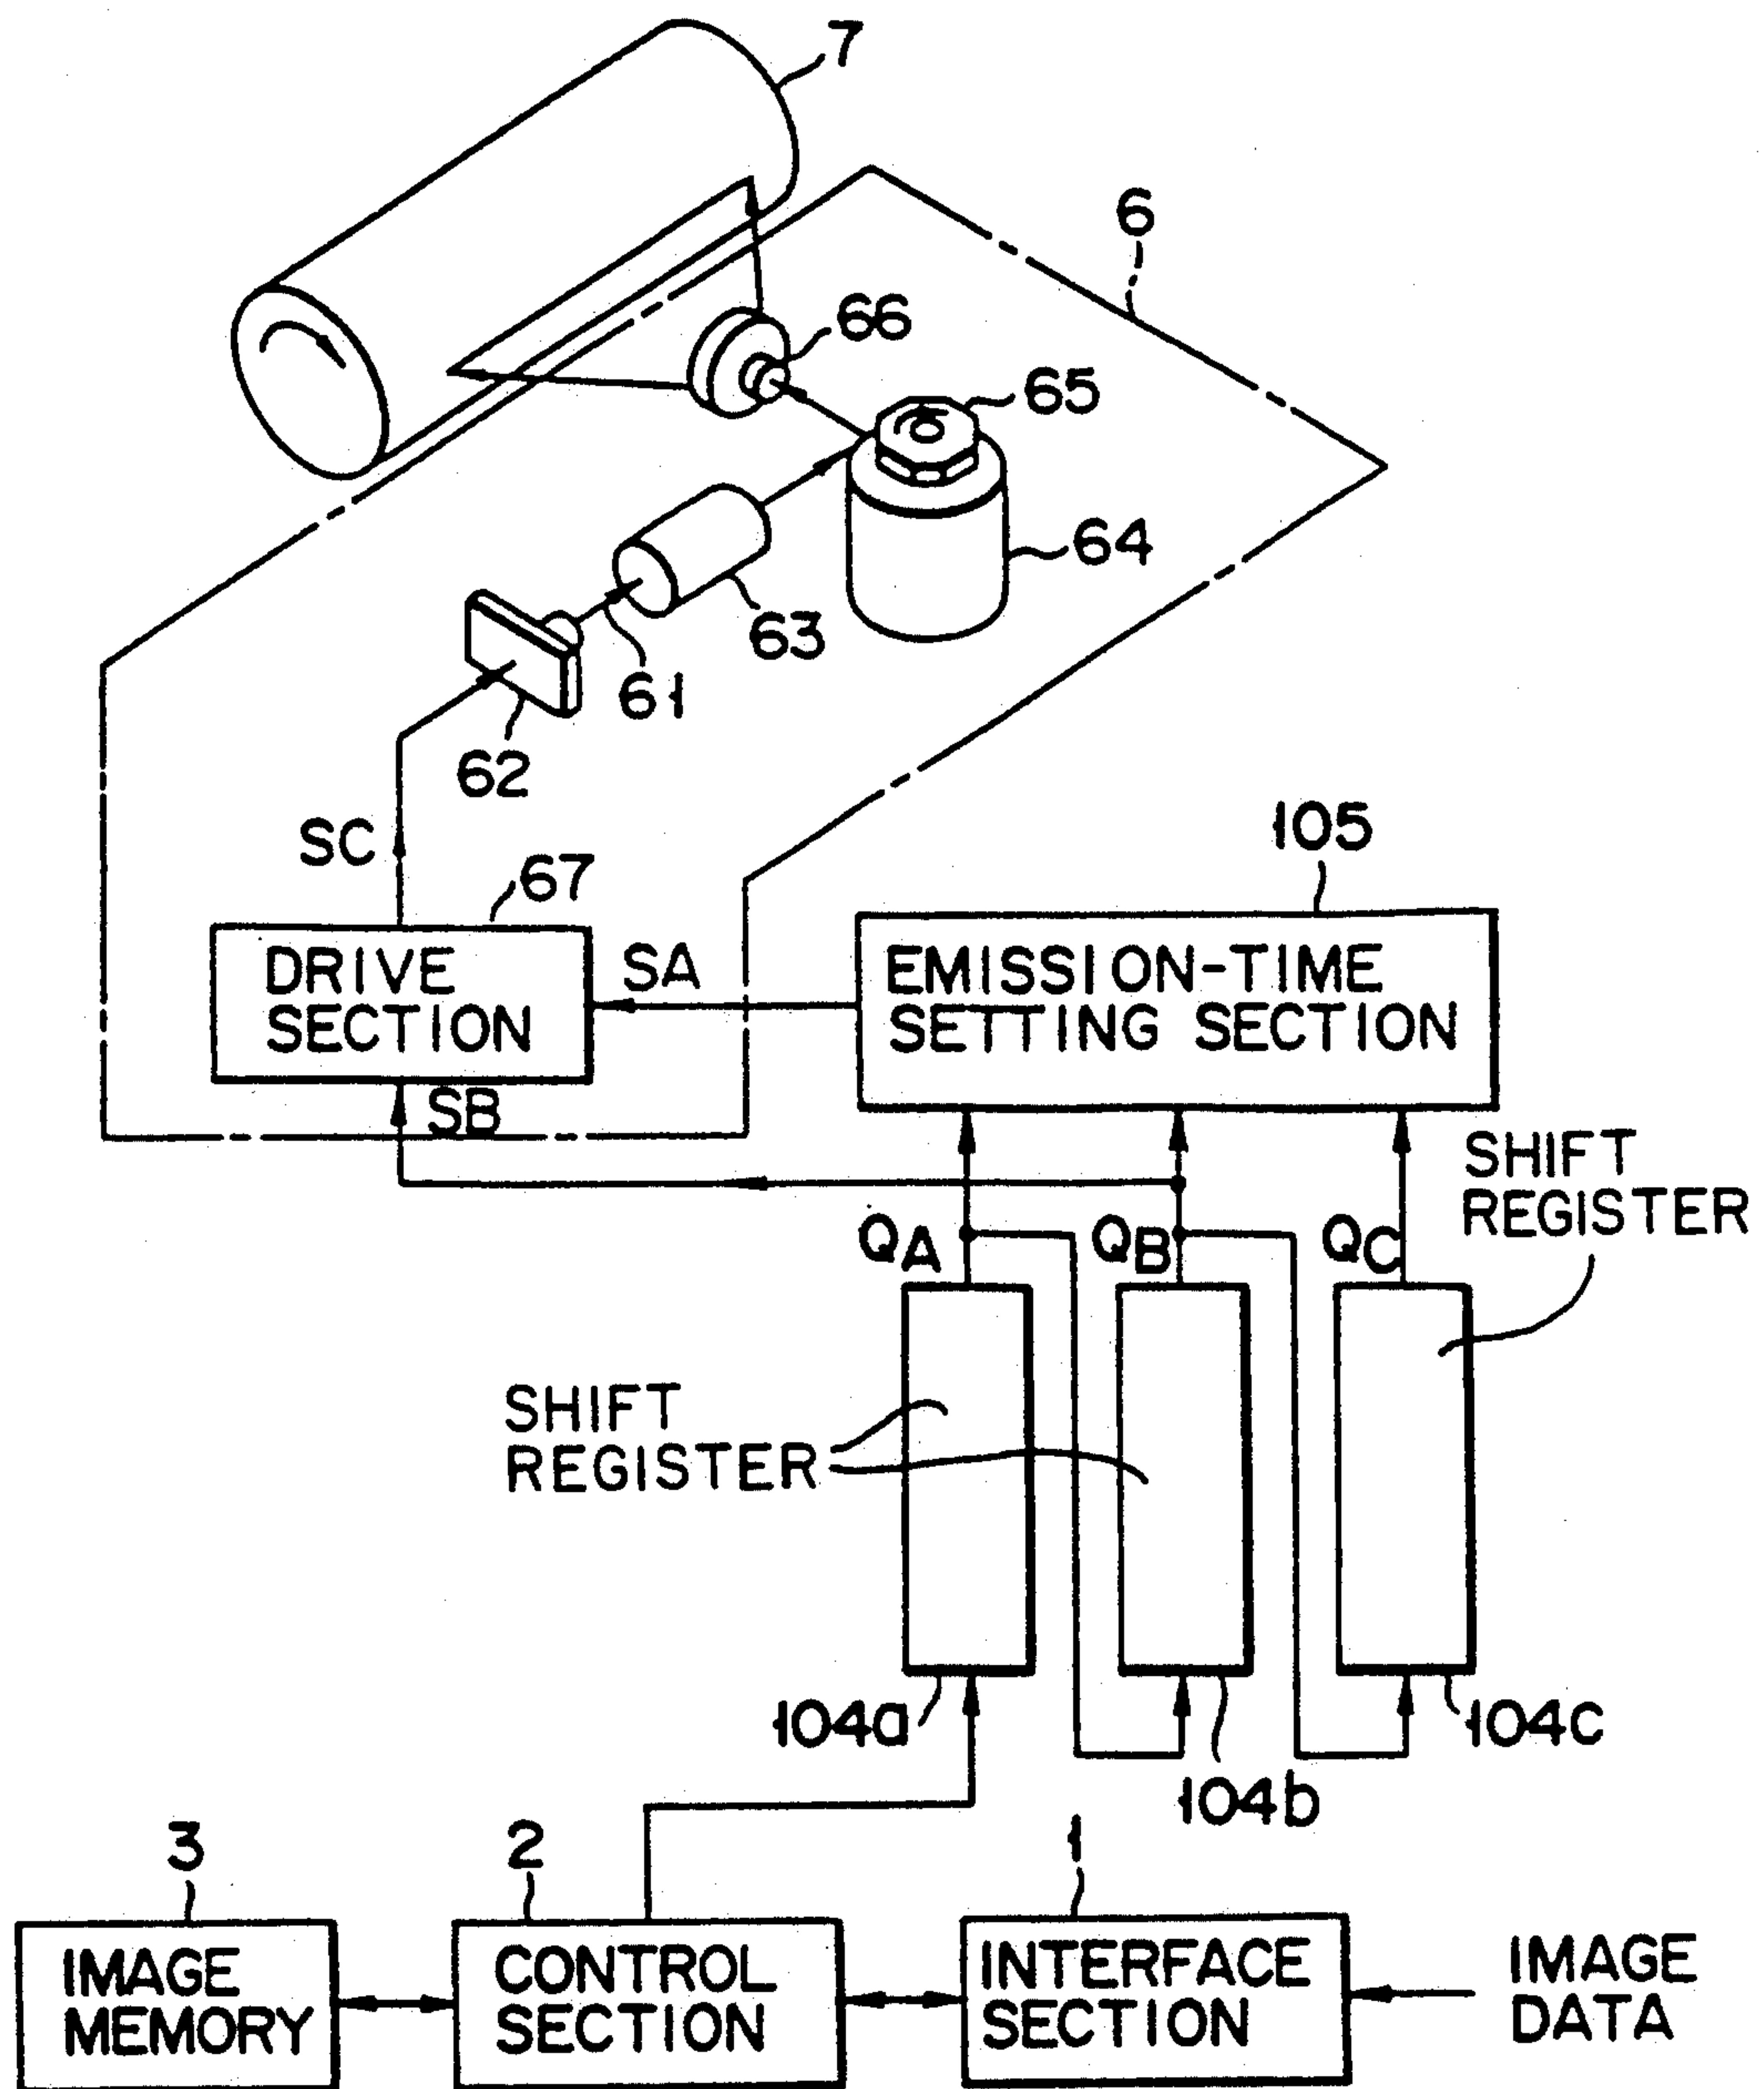 7
6
66
65
64
63
61
62
SC
67
105
DRIVE
SECTION
SA
EMISSION-TIME
SETTING SECTION
SB
SHIFT
REGISTER
QA
QB
QC
SHIFT
REGISTER
104a
104b
104c
3
2
1
IMAGE
MEMORY
CONTROL
SECTION
INTERFACE
SECTION
IMAGE
DATA